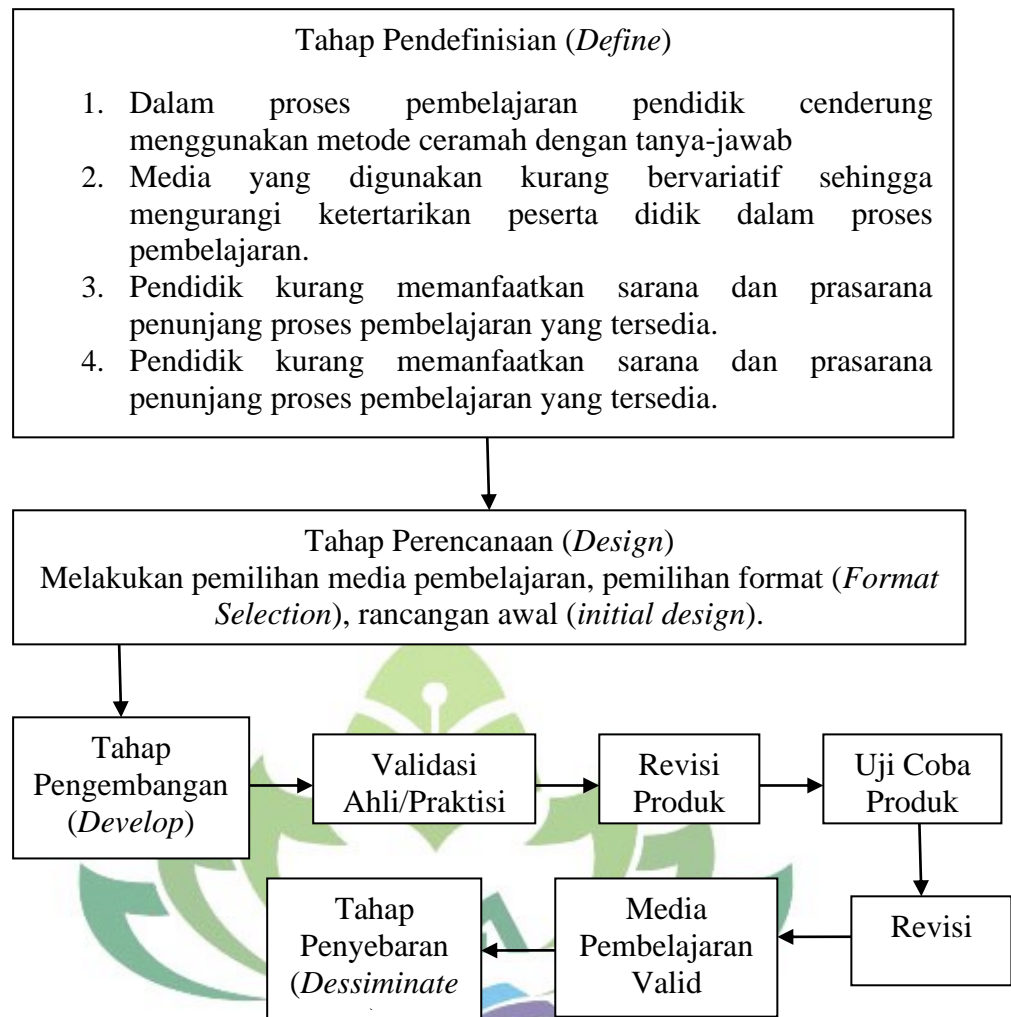 Tahap Pendefinisian (Define)
1. Dalam proses pembelajaran pendidik cenderung
menggunakan metode ceramah dengan tanya-jawab
2. Media yang digunakan kurang bervariatif sehingga
mengurangi ketertarikan peserta didik dalam proses
pembelajaran.
3. Pendidik kurang memanfaatkan sarana dan prasarana
penunjang proses pembelajaran yang tersedia.
4. Pendidik kurang memanfaatkan sarana dan prasarana
penunjang proses pembelajaran yang tersedia.
Tahap Perencanaan (Design)
Melakukan pemilihan media pembelajaran, pemilihan format (Format
Selection), rancangan awal (initial design).
Tahap
Pengembangan
(Develop)
Validasi
Ahli/Praktisi
Revisi
Produk
Uji Coba
Produk
Revisi
Media
Pembelajaran
Valid
Tahap
Penyebaran
(Dessiminate